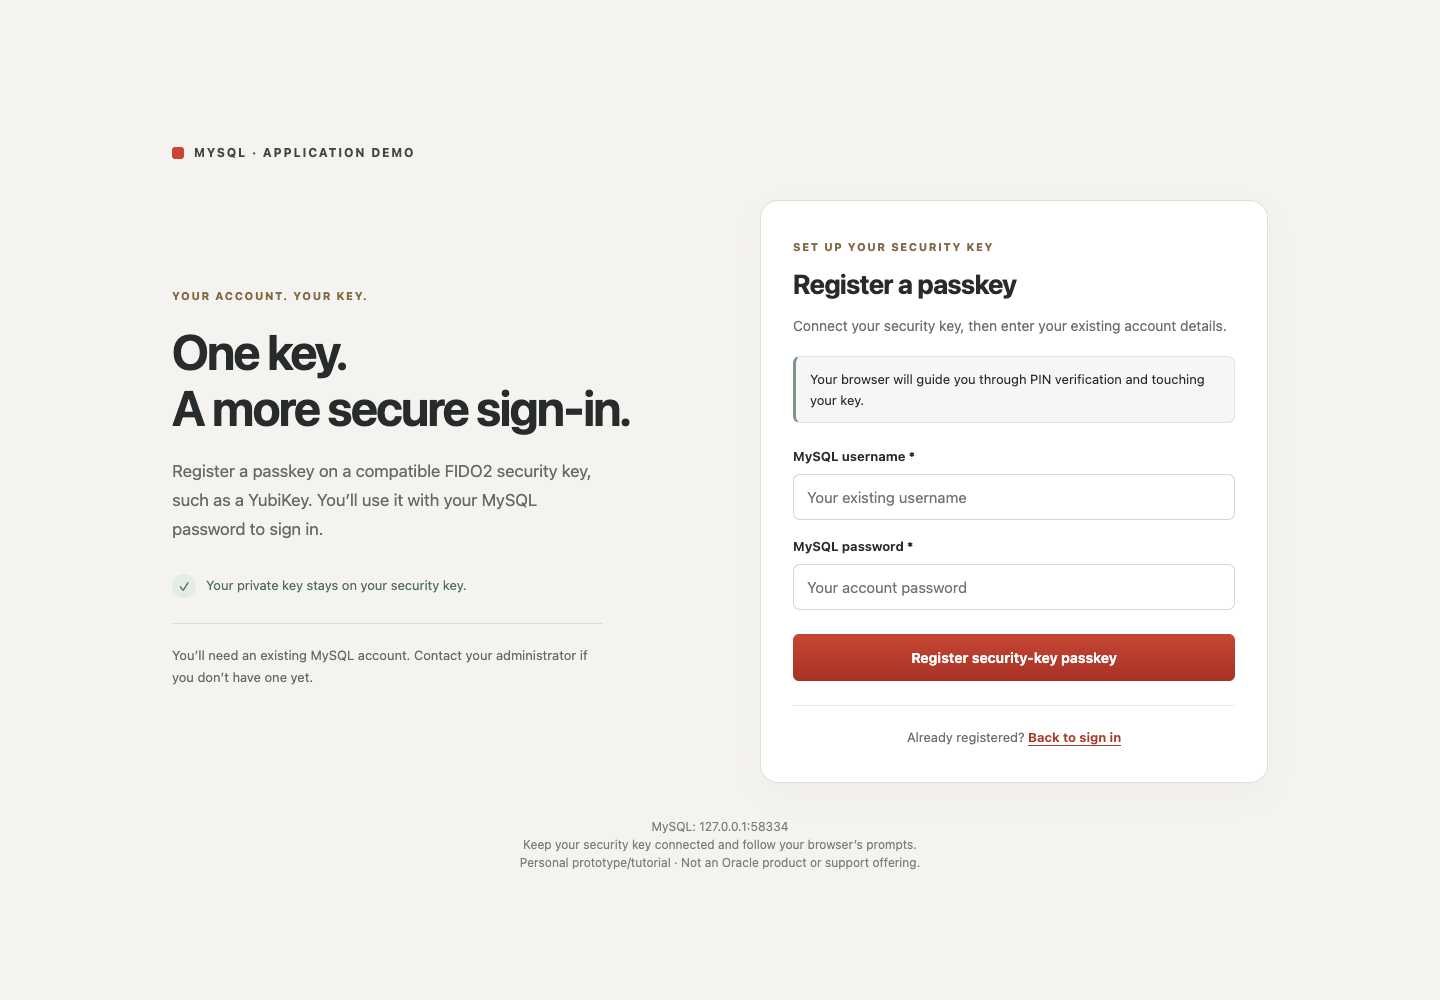 MYSQL · APPLICATION DEMO
YOUR ACCOUNT. YOUR KEY.
One key.
A more secure sign-in.
Register a passkey on a compatible FIDO2 security key,
such as a YubiKey. You’ll use it with your MySQL
password to sign in.
Your private key stays on your security key.
You’ll need an existing MySQL account. Contact your administrator if
you don’t have one yet.
SET UP YOUR SECURITY KEY
Register a passkey
Connect your security key, then enter your existing account details.
Your browser will guide you through PIN verification and touching
your key.
MySQL username *
Your existing username
MySQL password *
Your account password
Register security-key passkey
Already registered? Back to sign in
MySQL: 127.0.0.1:58334
Keep your security key connected and follow your browser’s prompts.
Personal prototype/tutorial · Not an Oracle product or support offering.